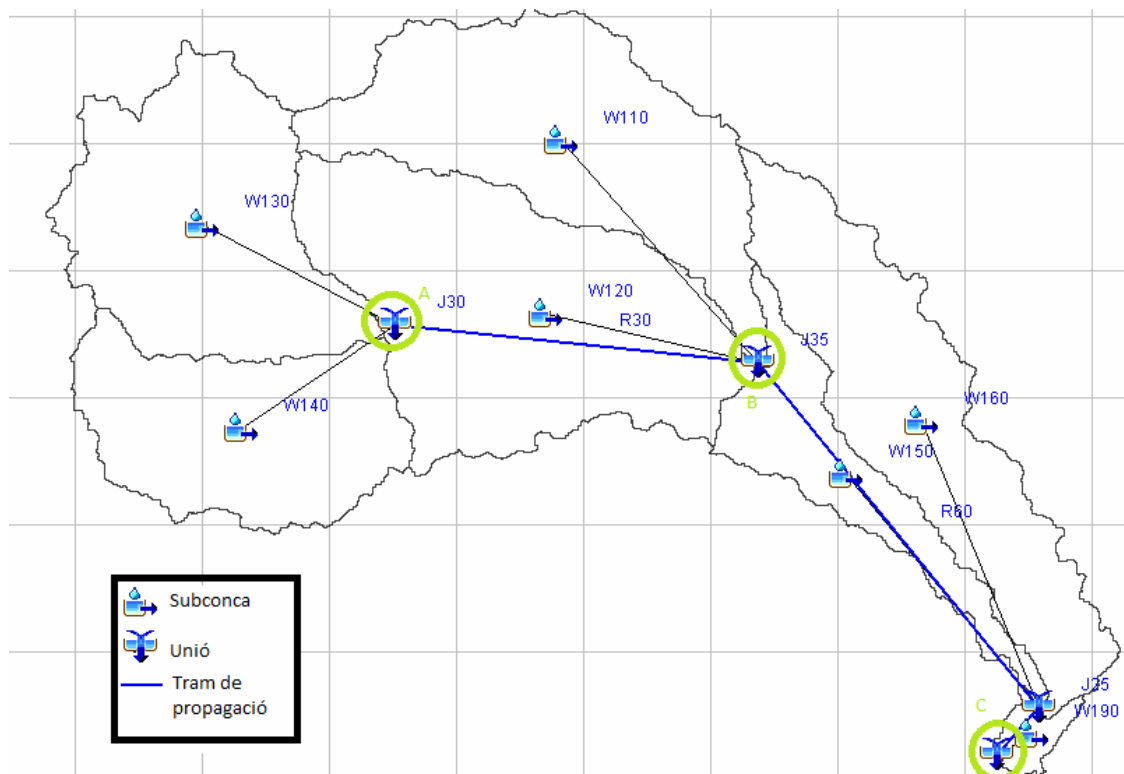 W110
W130
A
J30
W120
R30
J35
B
W140
W160
W150
R60
Subconca
Unió
Tram de
propagació
C
J25
W190